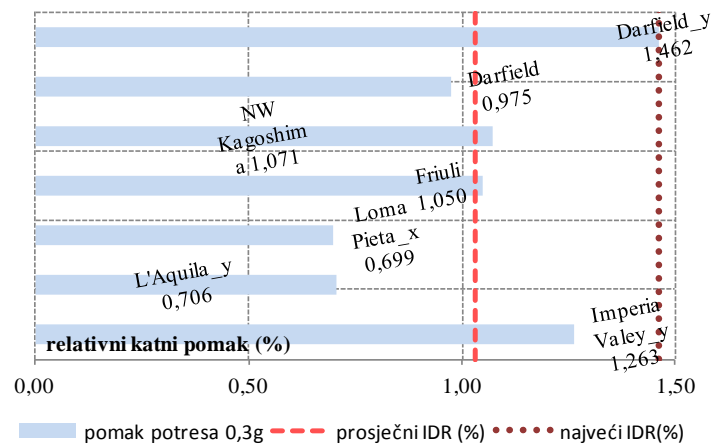 Darfield_y
1,462
Darfield
0,975
NW
Kagoshim
a 1,071
Friuli
1,050
Loma
Pieta_x
0,699
L'Aquila_y
0,706
Imperia
Valey_y
1,263
relativni katni pomak (%)
0,00 0,50 1,00 1,50
pomak potresa 0,3g prosječni IDR (%) najveći IDR(%)